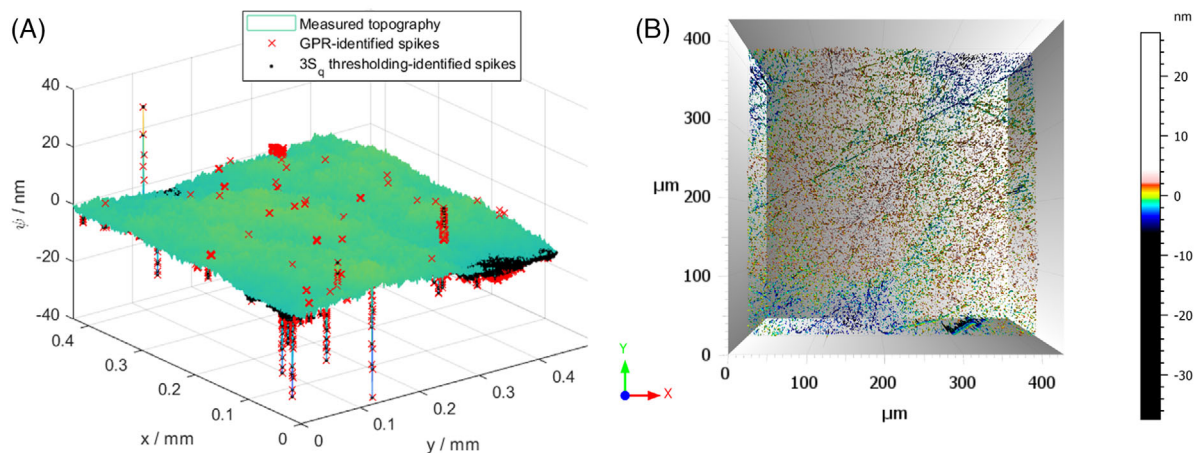 (A)
Measured topography
GPR-identified spikes
3Sq thresholding-identified spikes
40
20
0
-20
-40
ψ / nm
0.4
0.3
0.2
0.1
0
x / mm
0
0.1
0.2
0.3
0.4
y / mm
(B)
400
300
µm
200
100
0
0
100
200
300
400
µm
Y
X
nm
20
10
0
-10
-20
-30